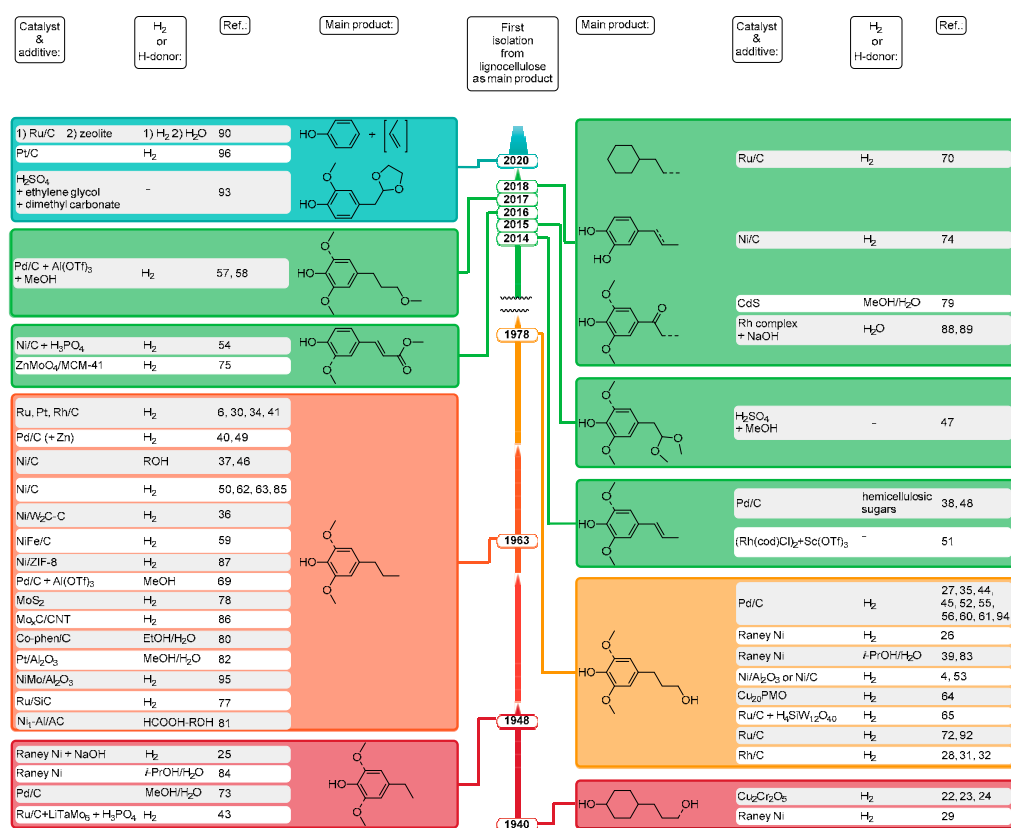 Catalyst
&
additive:
H2
or
H-donor:
Ref.:
Main product:
First
isolation
from
lignocellulose
as main product
Main product:
Catalyst
&
additive:
H2
or
H-donor:
Ref.:
1) Ru/C 2) zeolite 1) H2 2) H2O 90
HO + [ ]
Pt/C H2 96
H2SO4
+ ethylene glycol
+ dimethyl carbonate
- 93
O O O
HO
Pd/C + Al(OTf)3
+ MeOH
H2 57, 58
O
HO
O O
Ni/C + H3PO4 H2 54
ZnMoO4/MCM-41 H2 75
HO
O O O
Ru, Pt, Rh/C H2 6, 30, 34, 41
Pd/C (+ Zn) H2 40, 49
Ni/C ROH 37, 46
Ni/C H2 50, 62, 63, 85
Ni/W2C-C H2 36
NiFe/C H2 59
Ni/ZIF-8 H2 87
Pd/C + Al(OTf)3 MeOH 69
MoS2 H2 78
MoxC/CNT H2 86
Co-phen/C EtOH/H2O 80
Pt/Al2O3 MeOH/H2O 82
NiMo/Al2O3 H2 95
Ru/SiC H2 77
Ni1-Al/AC HCOOH-RDH 81
O
HO
O
Raney Ni + NaOH H2 25
Raney Ni i-PrOH/H2O 84
Pd/C MeOH/H2O 73
Ru/C+LiTaMo6 + H3PO4 H2 43
O
HO
O
2020
2018
2017
2016
2015
2014
1978
1963
1948
1940
Ru/C H2 70
HO
HO
Ni/C H2 74
O O
HO
O
CdS MeOH/H2O 79
Rh complex
+ NaOH
H2O 88, 89
O
HO
O O
O
H2SO4
+ MeOH
- 47
O
HO
O
Pd/C hemicellulosic
sugars
38, 48
(Rh(cod)Cl)2+Sc(OTf)3 - 51
O
HO
O OH
Pd/C H2 27, 35, 44,
45, 52, 55,
56, 60, 61, 94
Raney Ni H2 26
Raney Ni i-PrOH/H2O 39, 83
Ni/Al2O3 or Ni/C H2 4, 53
Cu20PMO H2 64
Ru/C + H4SiW12O40 H2 65
Ru/C H2 72, 92
Rh/C H2 28, 31, 32
HO OH
Cu2Cr2O5 H2 22, 23, 24
Raney Ni H2 29